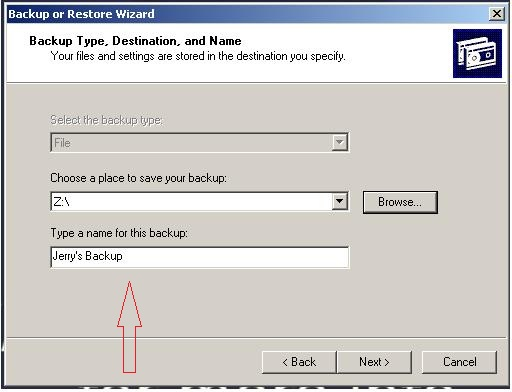 Backup or Restore Wizard
Backup Type, Destination, and Name
Your files and settings are stored in the destination you specify.
Select the backup type:
File
Choose a place to save your backup:
Z:\
Browse...
Type a name for this backup:
Jerry's Backup
< Back
Next >
Cancel